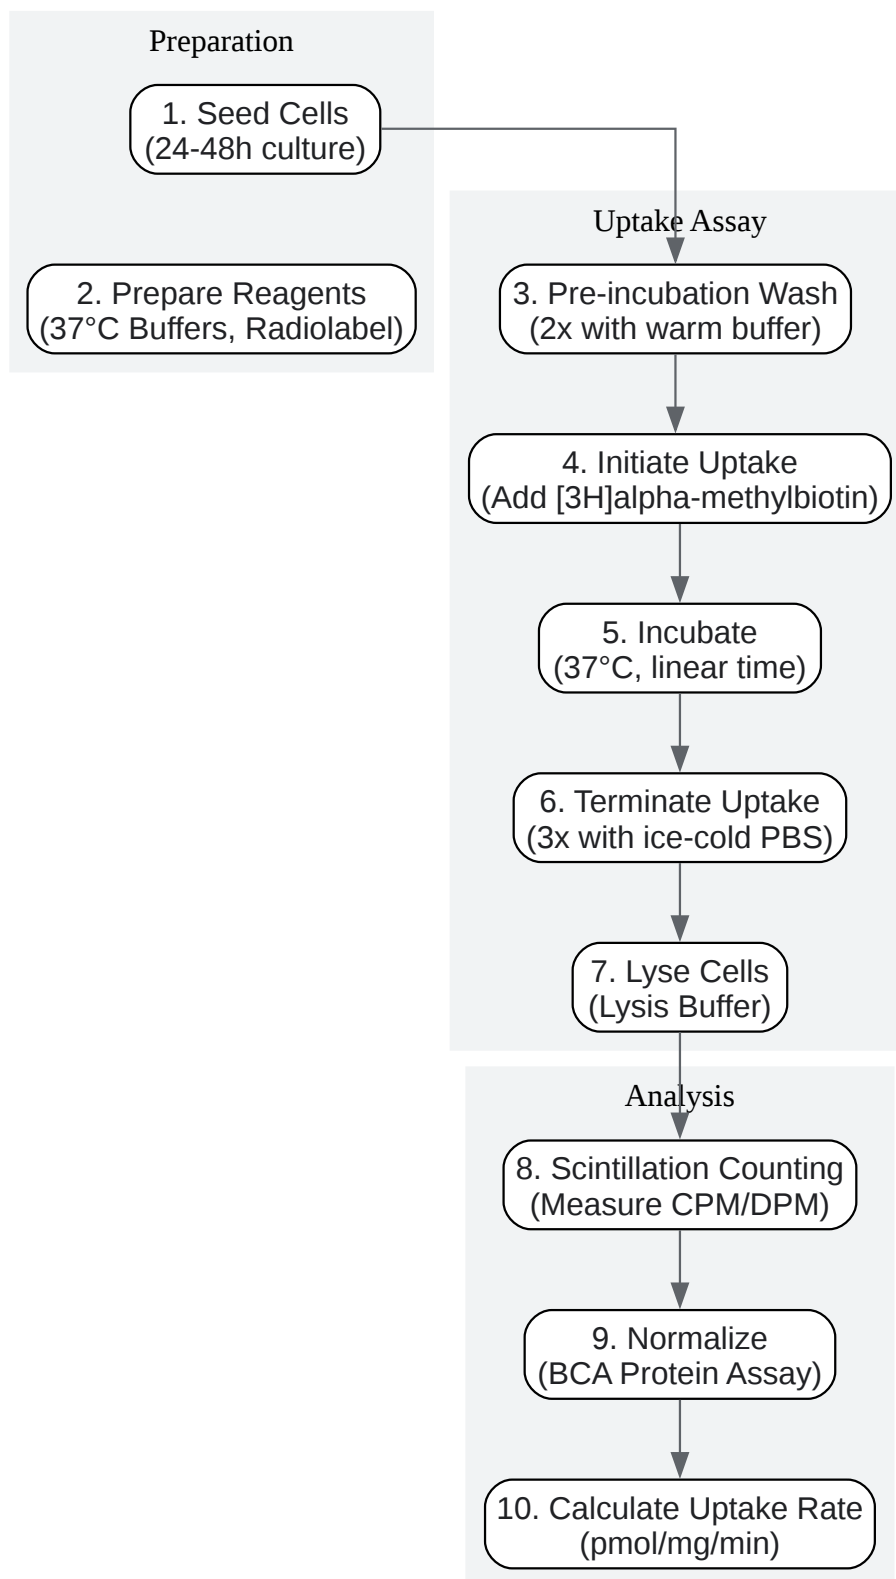 Preparation
1. Seed Cells
(24-48h culture)
2. Prepare Reagents
(37°C Buffers, Radiolabel)
Uptake Assay
3. Pre-incubation Wash
(2x with warm buffer)
4. Initiate Uptake
(Add [3H]alpha-methylbiotin)
5. Incubate
(37°C, linear time)
6. Terminate Uptake
(3x with ice-cold PBS)
7. Lyse Cells
(Lysis Buffer)
Analysis
8. Scintillation Counting
(Measure CPM/DPM)
9. Normalize
(BCA Protein Assay)
10. Calculate Uptake Rate
(pmol/mg/min)